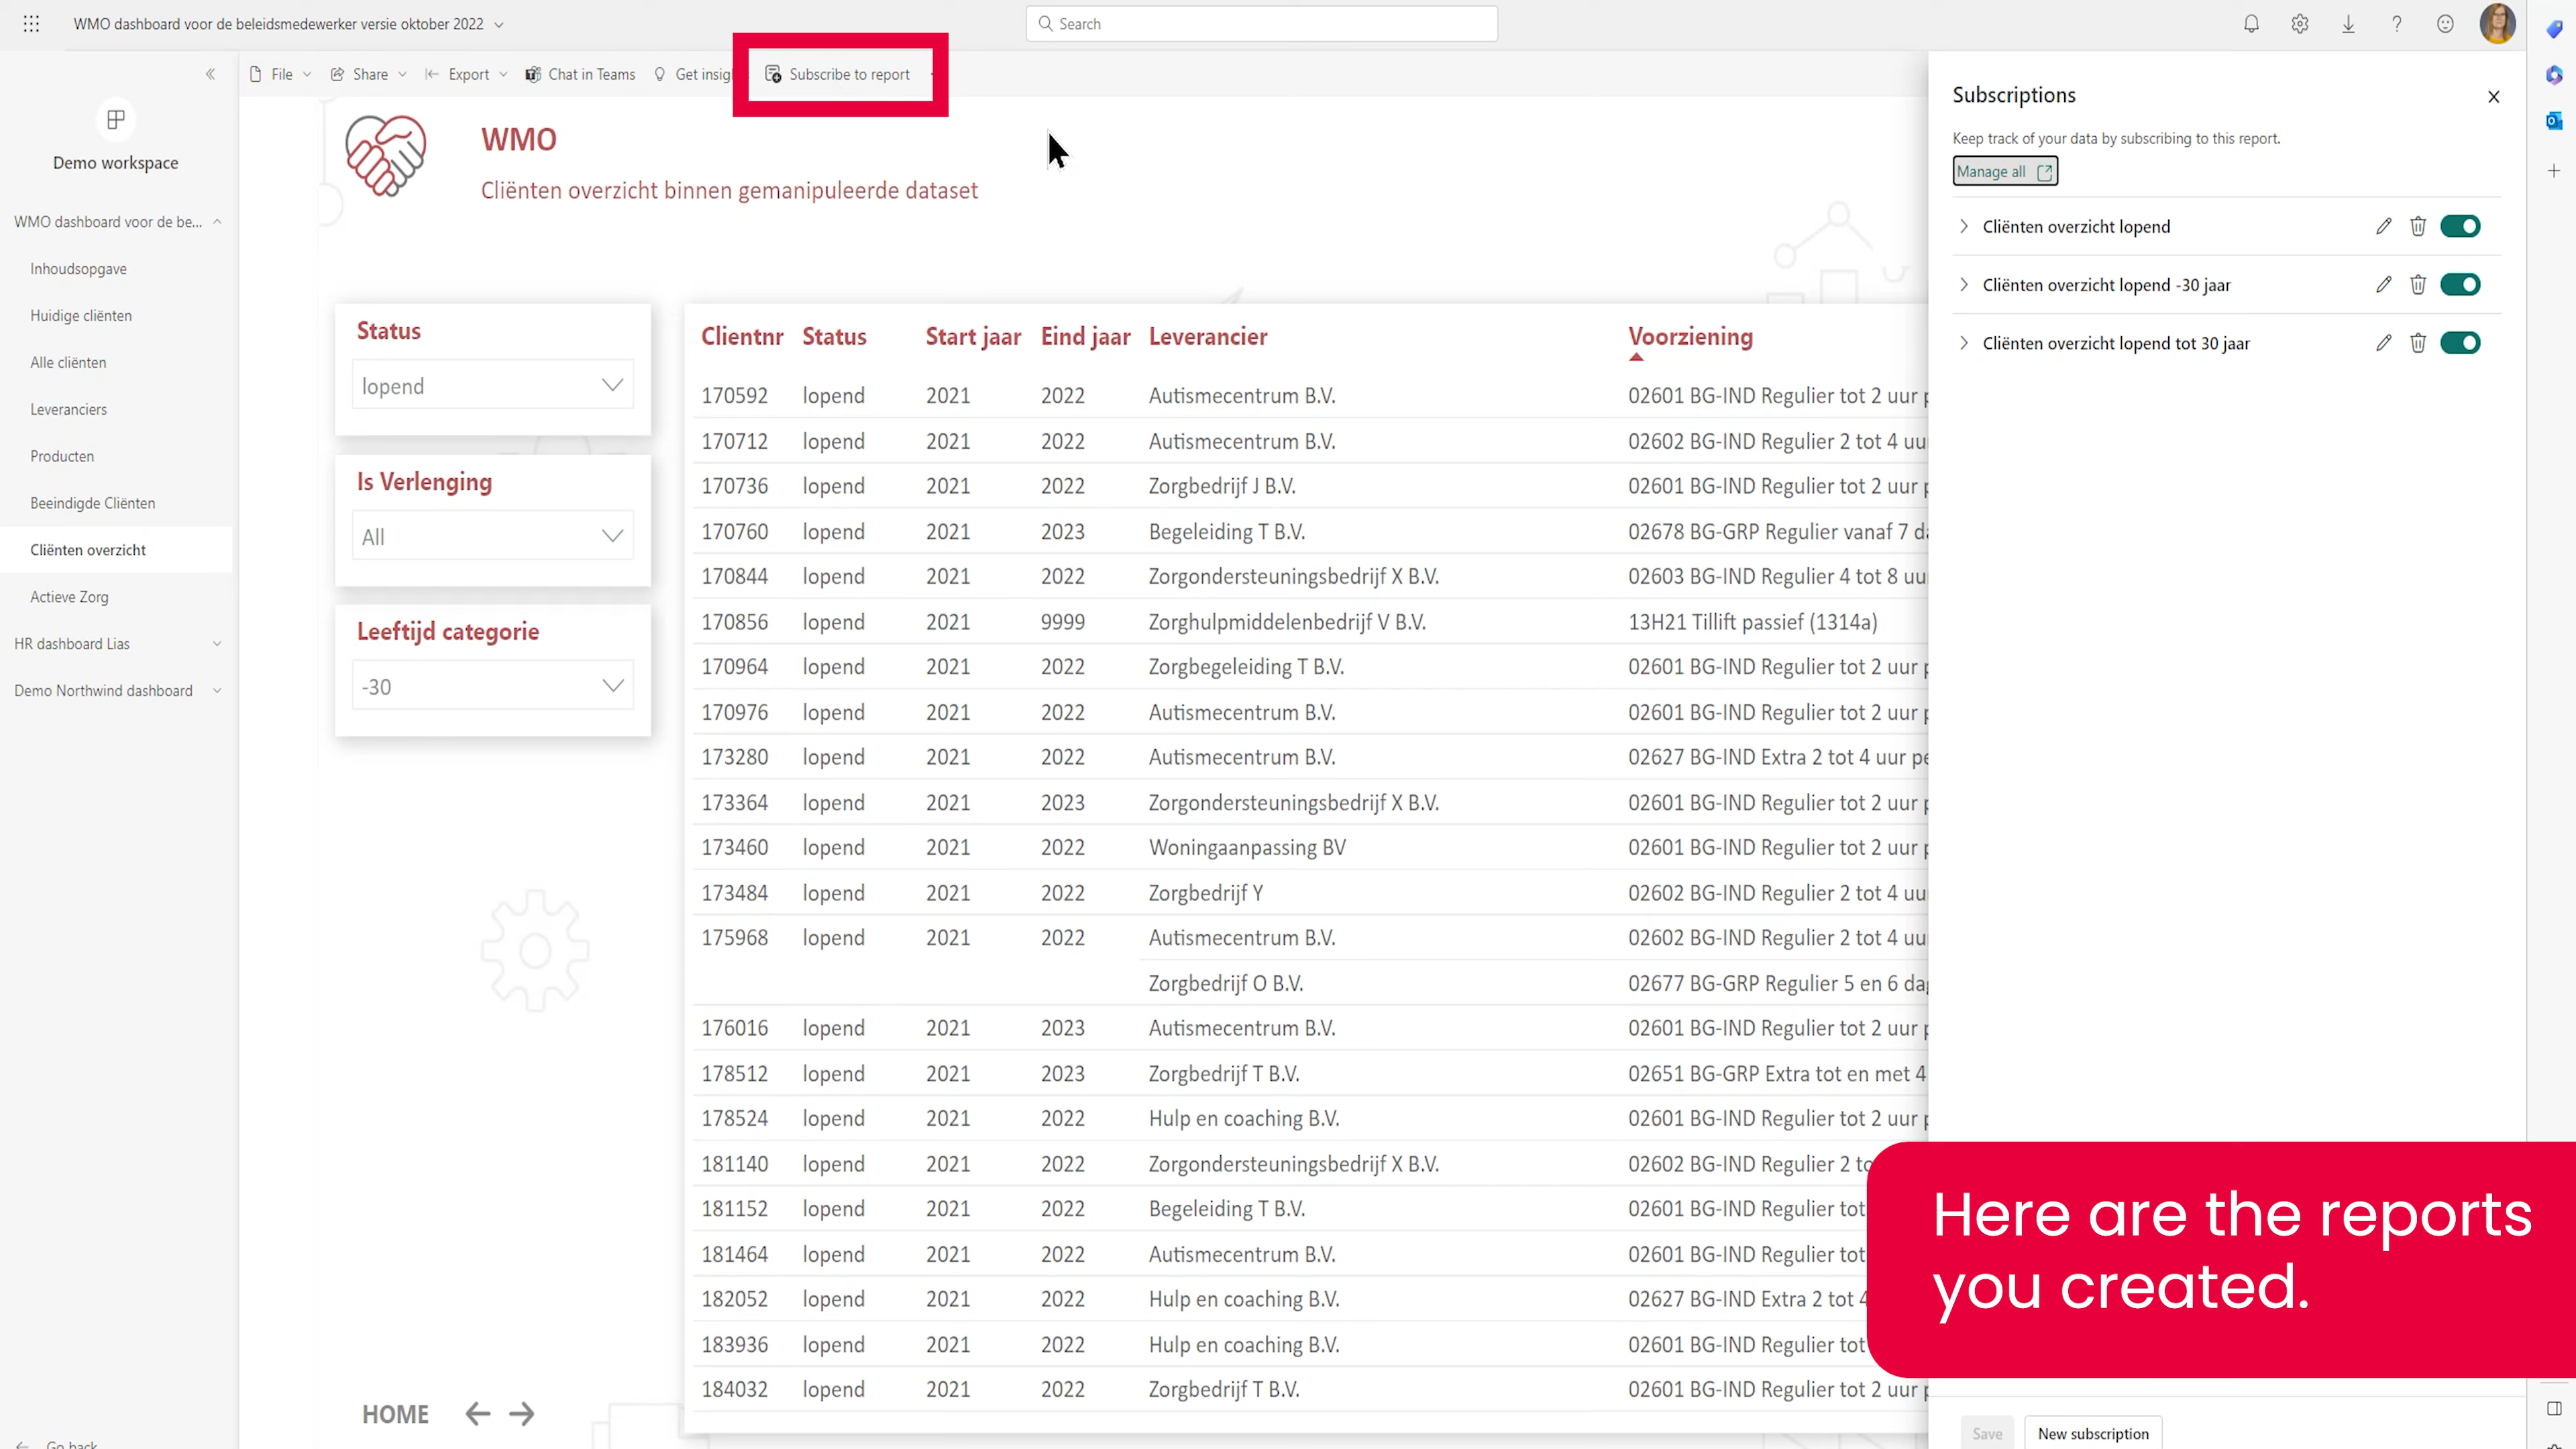 WMO dashboard voor de beleidsmedewerker versie oktober 2022
Search
File
Share
Export
Chat in Teams
Get insig
Subscribe to report
Demo workspace
WMO dashboard voor de be...
Inhoudsopgave
Huidige cliënten
Alle cliënten
Leveranciers
Producten
Beeindigde Cliënten
Cliënten overzicht
Actieve Zorg
HR dashboard Lias
Demo Northwind dashboard
Go back
WMO
Cliënten overzicht binnen gemanipuleerde dataset
Status
lopend
Is Verlenging
All
Leeftijd categorie
-30
HOME
Clientnr Status Start jaar Eind jaar Leverancier Voorziening
170592 lopend 2021 2022 Autismecentrum B.V. 02601 BG-IND Regulier tot 2 uur p
170712 lopend 2021 2022 Autismecentrum B.V. 02602 BG-IND Regulier 2 tot 4 uu
170736 lopend 2021 2022 Zorgbedrijf J B.V. 02601 BG-IND Regulier tot 2 uur p
170760 lopend 2021 2023 Begeleiding T B.V. 02678 BG-GRP Regulier vanaf 7 da
170844 lopend 2021 2022 Zorgondersteuningsbedrijf X B.V. 02603 BG-IND Regulier 4 tot 8 uu
170856 lopend 2021 9999 Zorghulpmiddelenbedrijf V B.V. 13H21 Tillift passief (1314a)
170964 lopend 2021 2022 Zorgbegeleiding T B.V. 02601 BG-IND Regulier tot 2 uur p
170976 lopend 2021 2022 Autismecentrum B.V. 02601 BG-IND Regulier tot 2 uur p
173280 lopend 2021 2022 Autismecentrum B.V. 02627 BG-IND Extra 2 tot 4 uur pe
173364 lopend 2021 2023 Zorgondersteuningsbedrijf X B.V. 02601 BG-IND Regulier tot 2 uur p
173460 lopend 2021 2022 Woningaanpassing BV 02601 BG-IND Regulier tot 2 uur p
173484 lopend 2021 2022 Zorgbedrijf Y 02602 BG-IND Regulier 2 tot 4 uu
175968 lopend 2021 2022 Autismecentrum B.V. 02602 BG-IND Regulier 2 tot 4 uu
Zorgbedrijf O B.V. 02677 BG-GRP Regulier 5 en 6 dag
176016 lopend 2021 2023 Autismecentrum B.V. 02601 BG-IND Regulier tot 2 uur p
178512 lopend 2021 2023 Zorgbedrijf T B.V. 02651 BG-GRP Extra tot en met 4
178524 lopend 2021 2022 Hulp en coaching B.V. 02601 BG-IND Regulier tot 2 uur p
181140 lopend 2021 2022 Zorgondersteuningsbedrijf X B.V. 02602 BG-IND Regulier 2 to
181152 lopend 2021 2022 Begeleiding T B.V. 02601 BG-IND Regulier tot
181464 lopend 2021 2022 Autismecentrum B.V. 02601 BG-IND Regulier tot
182052 lopend 2021 2022 Hulp en coaching B.V. 02627 BG-IND Extra 2 tot 4
183936 lopend 2021 2022 Hulp en coaching B.V. 02601 BG-IND Regulier tot
184032 lopend 2021 2022 Zorgbedrijf T B.V. 02601 BG-IND Regulier tot 2 uur p
Subscriptions
Keep track of your data by subscribing to this report.
Manage all
Cliënten overzicht lopend
Cliënten overzicht lopend -30 jaar
Cliënten overzicht lopend tot 30 jaar
Here are the reports
you created.
Save
New subscription